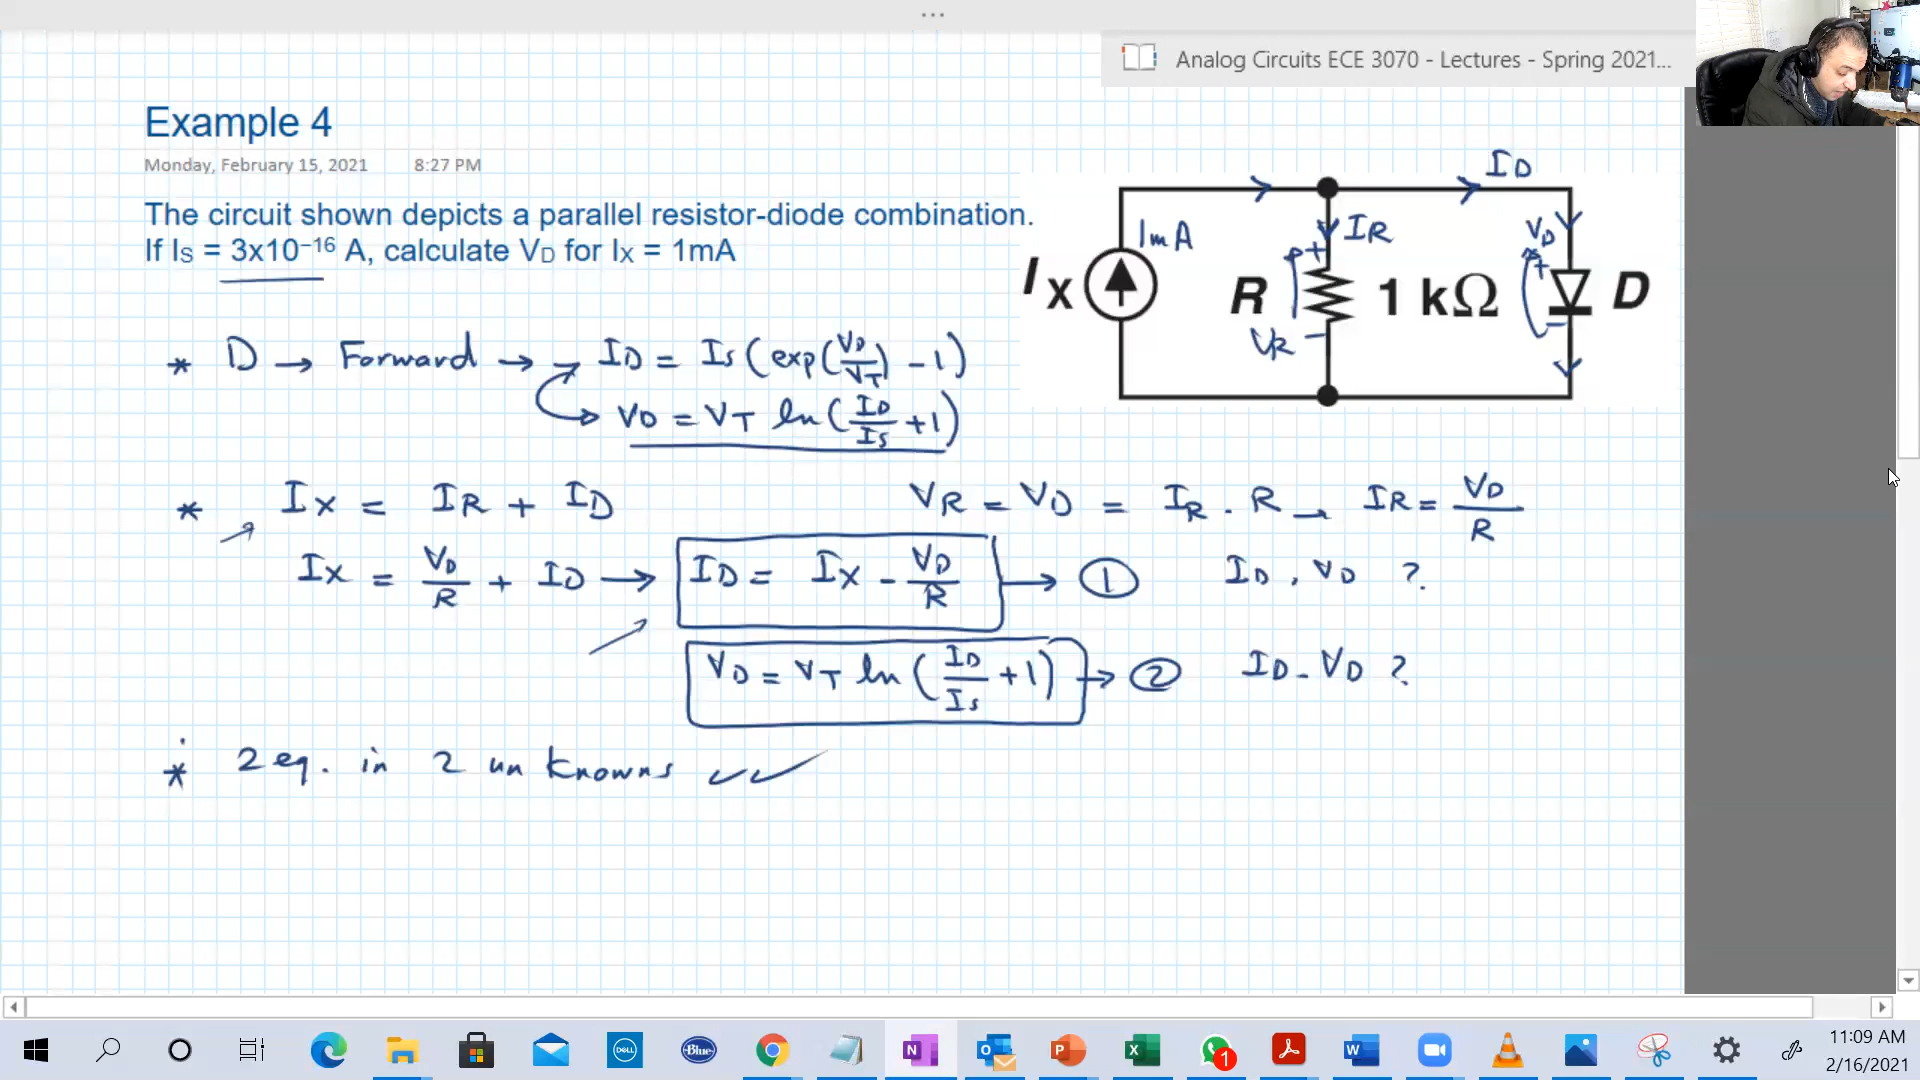 ...
Analog Circuits ECE 3070 - Lectures - Spring 2021...
Example 4
Monday, February 15, 2021 8:27 PM
The circuit shown depicts a parallel resistor-diode combination.
If IS = 3x10⁻¹⁶ A, calculate VD for IX = 1mA
ID
1mA
IR
VD
+
+
IX
R
1 kΩ
D
VR -
-
* D → Forward → ID = IS (exp(VD/VT) - 1)
VD = VT ln (ID/IS + 1)
* IX = IR + ID VR = VD = IR . R → IR = VD/R
IX = VD/R + ID → ID = IX - VD/R → 1 ID , VD ?
VD = VT ln (ID/IS + 1) → 2 ID - VD ?
* 2 eq. in 2 unknowns ✓✓
DELL
Blue
N
O
P
X
1
W
11:09 AM
2/16/2021